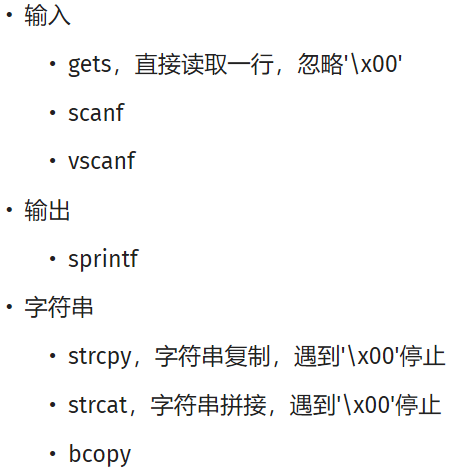 • 输入
• gets，直接读取一行，忽略'\x00'
• scanf
• vscanf
• 输出
• sprintf
• 字符串
• strcpy，字符串复制，遇到'\x00'停止
• strcat，字符串拼接，遇到'\x00'停止
• bcopy